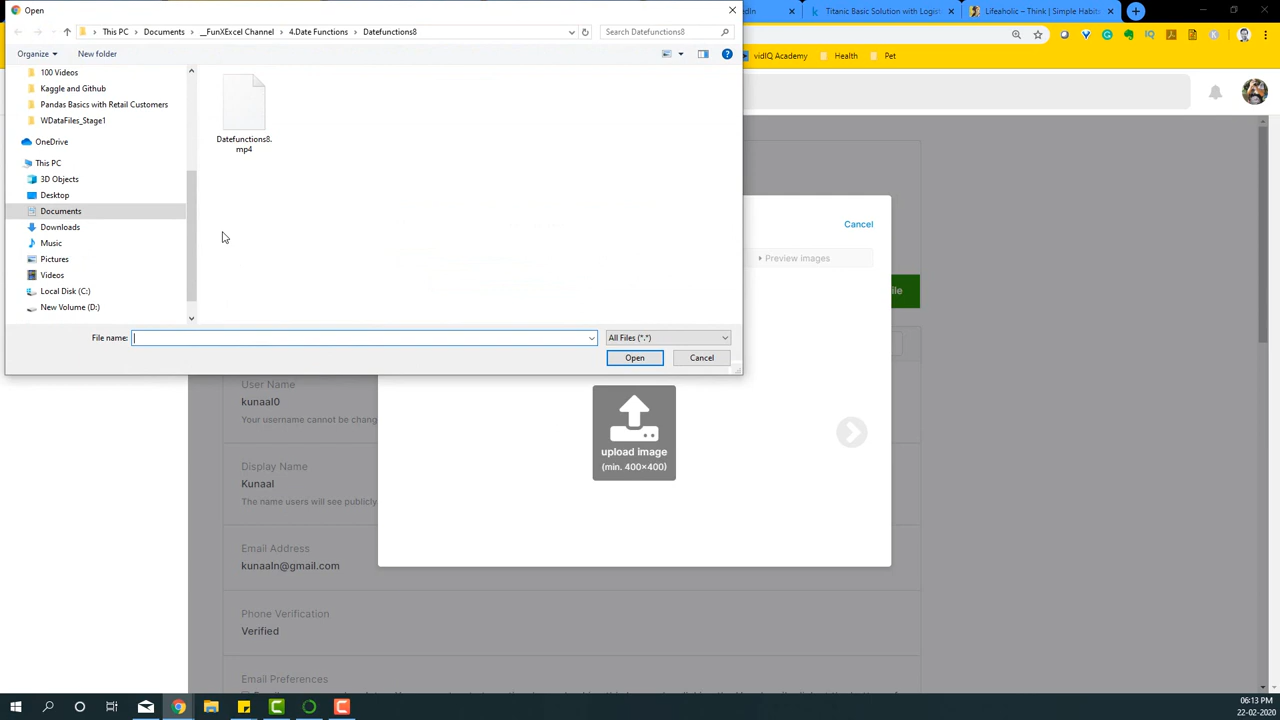 Open
edIn
Titanic Basic Solution with Logist
Lifeaholic – Think | Simple Habit
This PC > Documents > __FunXExcel Channel > 4.Date Functions > Datefunctions8
Search Datefunctions8
Organize
New folder
vidIQ Academy
Health
Pet
100 Videos
Kaggle and Github
Pandas Basics with Retail Customers
WDataFiles_Stage1
OneDrive
This PC
3D Objects
Desktop
Documents
Downloads
Music
Pictures
Videos
Local Disk (C:)
New Volume (D:)
Datefunctions8.
mp4
File name:
All Files (*.*)
Open
Cancel
Cancel
Preview images
ile
upload image
(min. 400×400)
User Name
kunaal0
Your username cannot be chang
Display Name
Kunaal
The name users will see publicly
Email Address
kunaaln@gmail.com
Phone Verification
Verified
Email Preferences
06:13 PM
22-02-2020